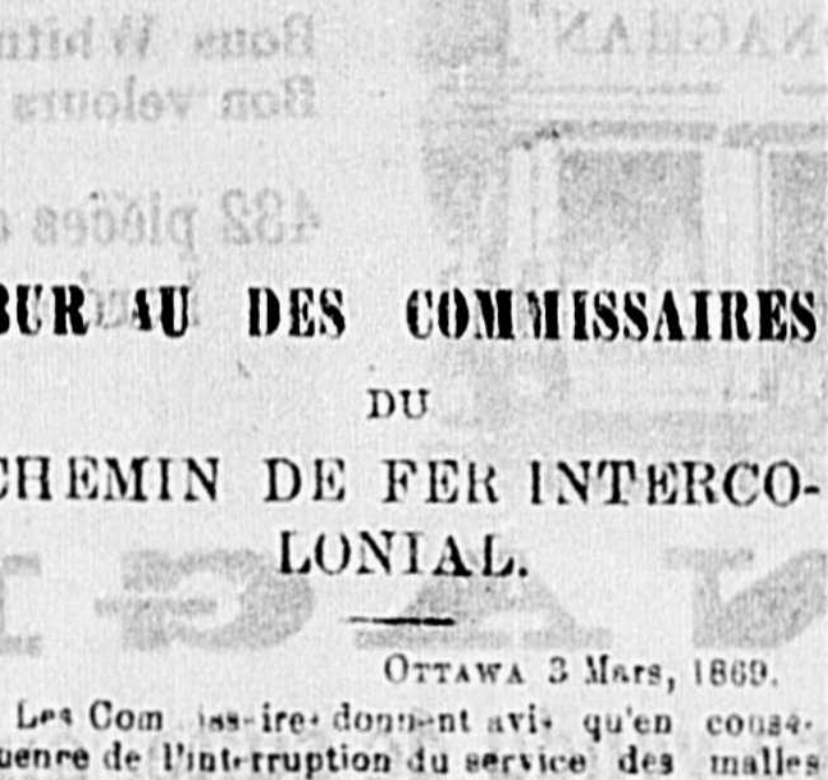 BUREAU DES COMMISSAIRES
DU
CHEMIN DE FER INTERCO-
LONIAL.
OTTAWA 3 Mars, 1869.
Les Commissaires donnent avis qu'en consé-
quence de l'interruption du service des malles